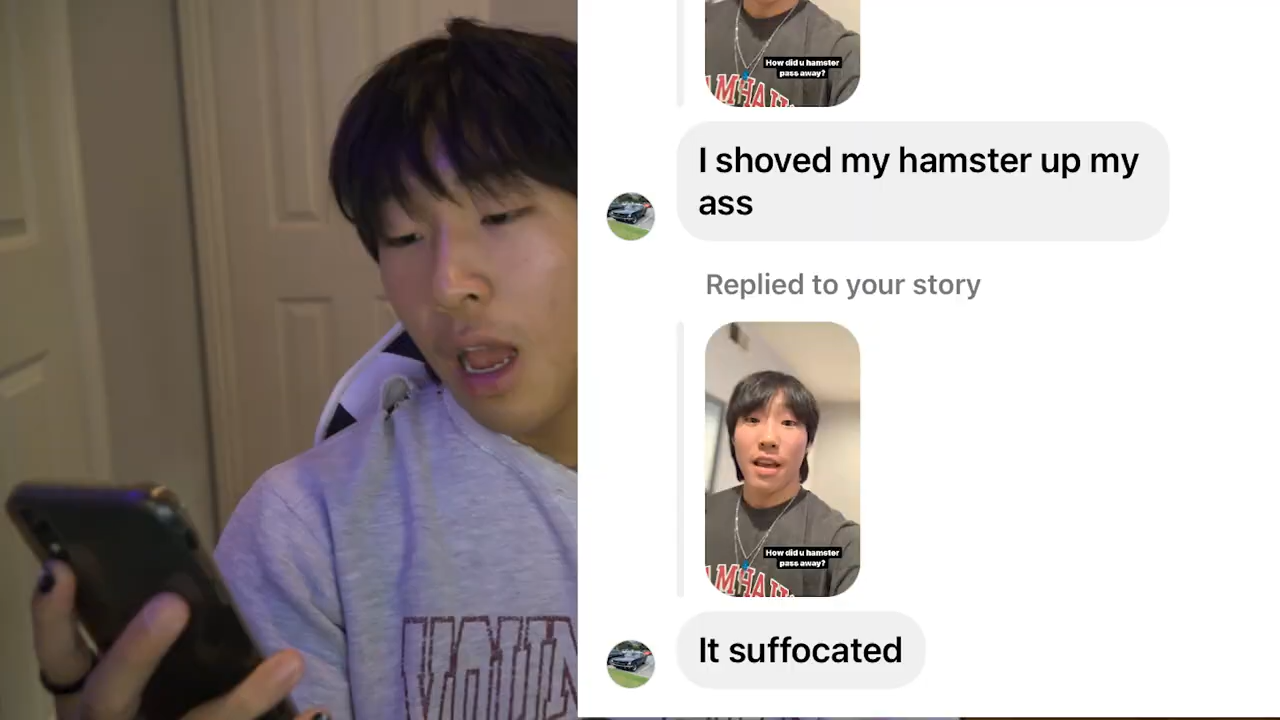 How did u hamster
pass away?
I shoved my hamster up my
ass
Replied to your story
How did u hamster
pass away?
It suffocated